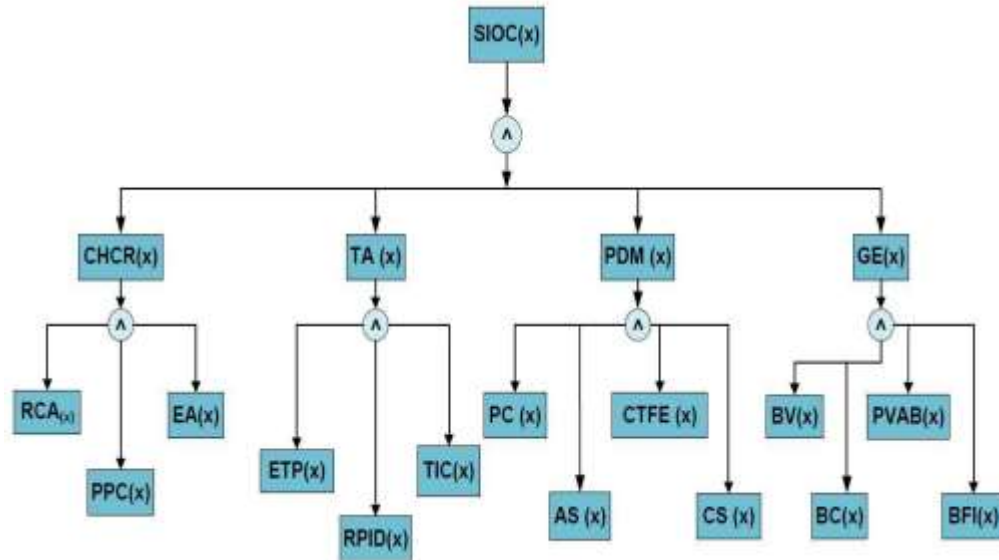 SIOC(x)
^
CHCR(x)
TA (x)
PDM (x)
GE(x)
^
^
^
^
RCA(x)
EA(x)
PPC(x)
ETP(x)
TIC(x)
RPID(x)
PC (x)
CTFE (x)
AS (x)
CS (x)
BV(x)
PVAB(x)
BC(x)
BFI(x)